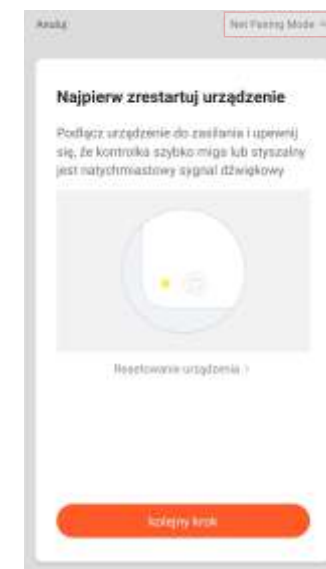 Anuluj
Net Pairing Mode
Najpierw zrestartuj urządzenie
Podłącz urządzenie do zasilania i upewnij
się, że kontrolka szybko miga lub styszalny
jest natychmiastowy sygnał dźwiękowy
Resetowanie urządzenia >
kolejny krok